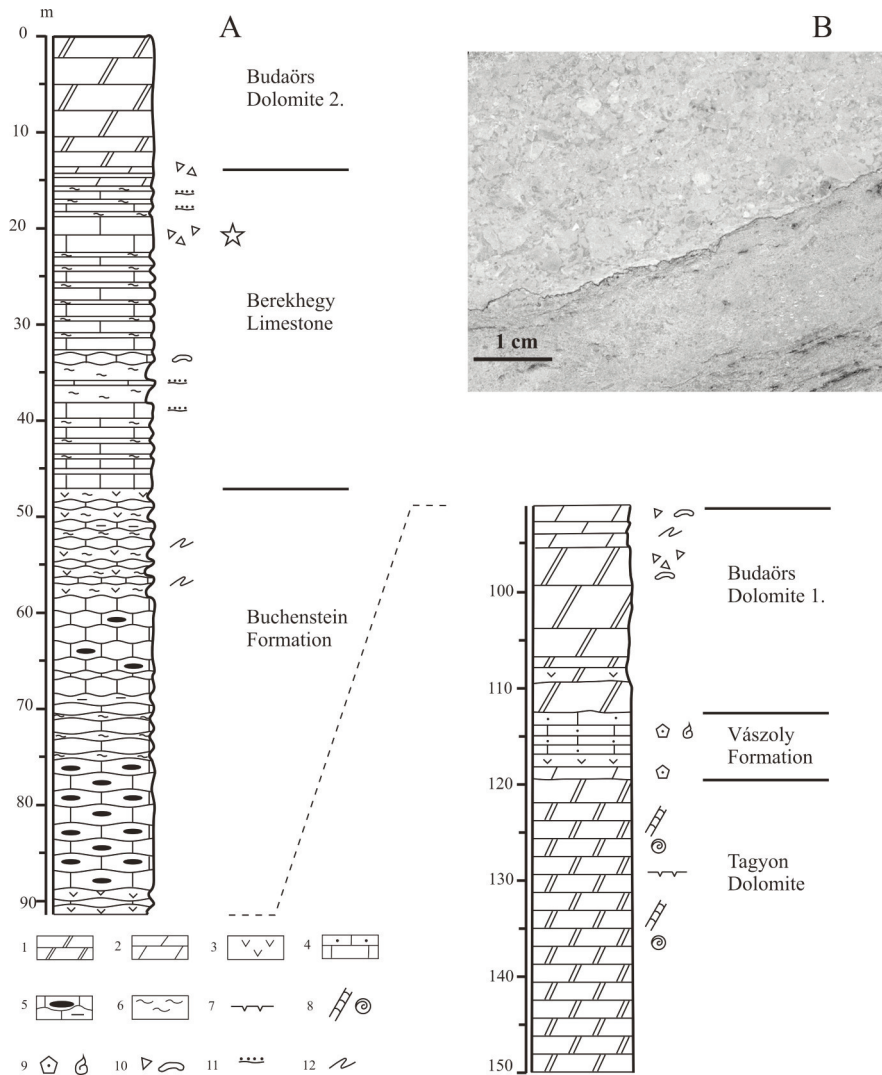 m
A
B
0
10
20
30
40
50
60
70
80
90
Budaörs
Dolomite 2.
Berekhegy
Limestone
Buchenstein
Formation
1 cm
100
110
120
130
140
150
Budaörs
Dolomite 1.
Vászoly
Formation
Tagyon
Dolomite
1 2 3 4
5 6 7 8
9 10 11 12